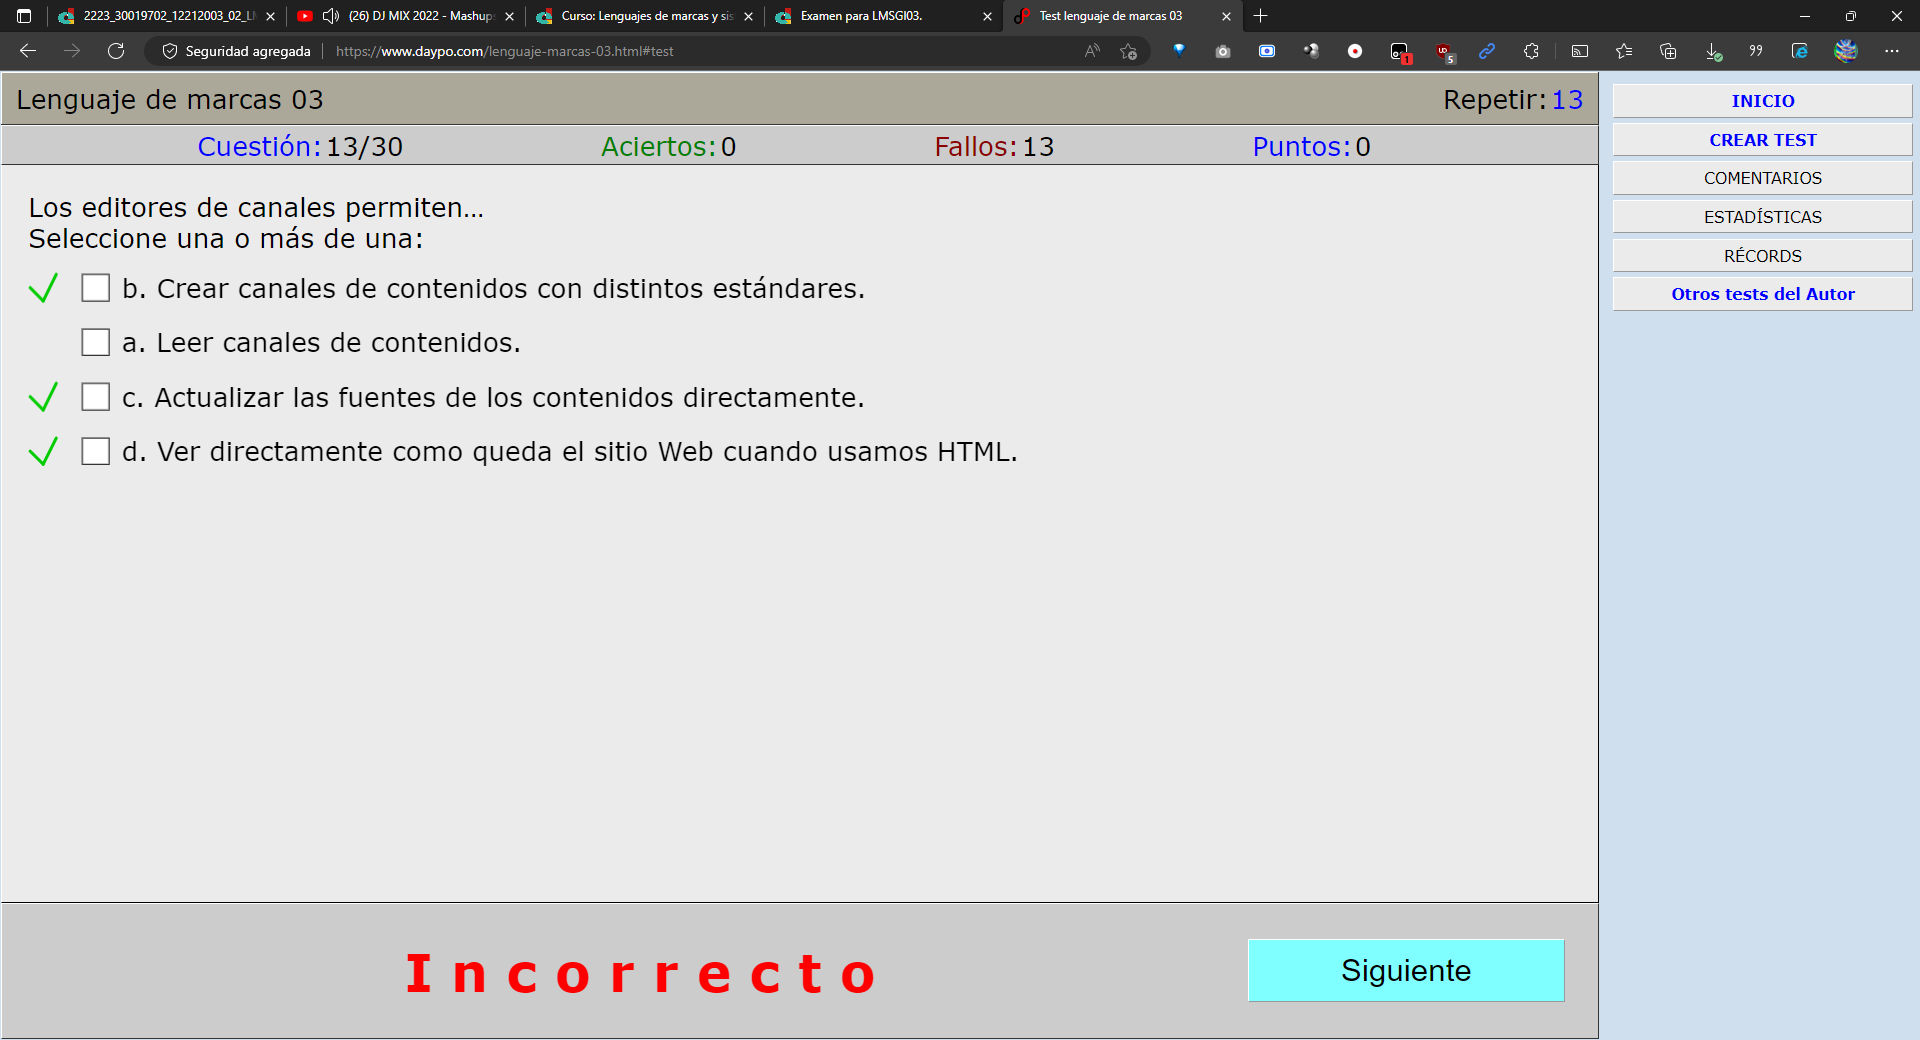 2223_30019702_12212003_02_L
(26) DJ MIX 2022 - Mashup
Curso: Lenguajes de marcas y sis
Examen para LMSGI03.
Test lenguaje de marcas 03
Seguridad agregada
https://www.daypo.com/lenguaje-marcas-03.html#test
1
5
Lenguaje de marcas 03
Repetir: 13
Cuestión: 13/30
Aciertos: 0
Fallos: 13
Puntos: 0
Los editores de canales permiten...
Seleccione una o más de una:
b. Crear canales de contenidos con distintos estándares.
a. Leer canales de contenidos.
c. Actualizar las fuentes de los contenidos directamente.
d. Ver directamente como queda el sitio Web cuando usamos HTML.
Incorrecto
Siguiente
INICIO
CREAR TEST
COMENTARIOS
ESTADÍSTICAS
RÉCORDS
Otros tests del Autor